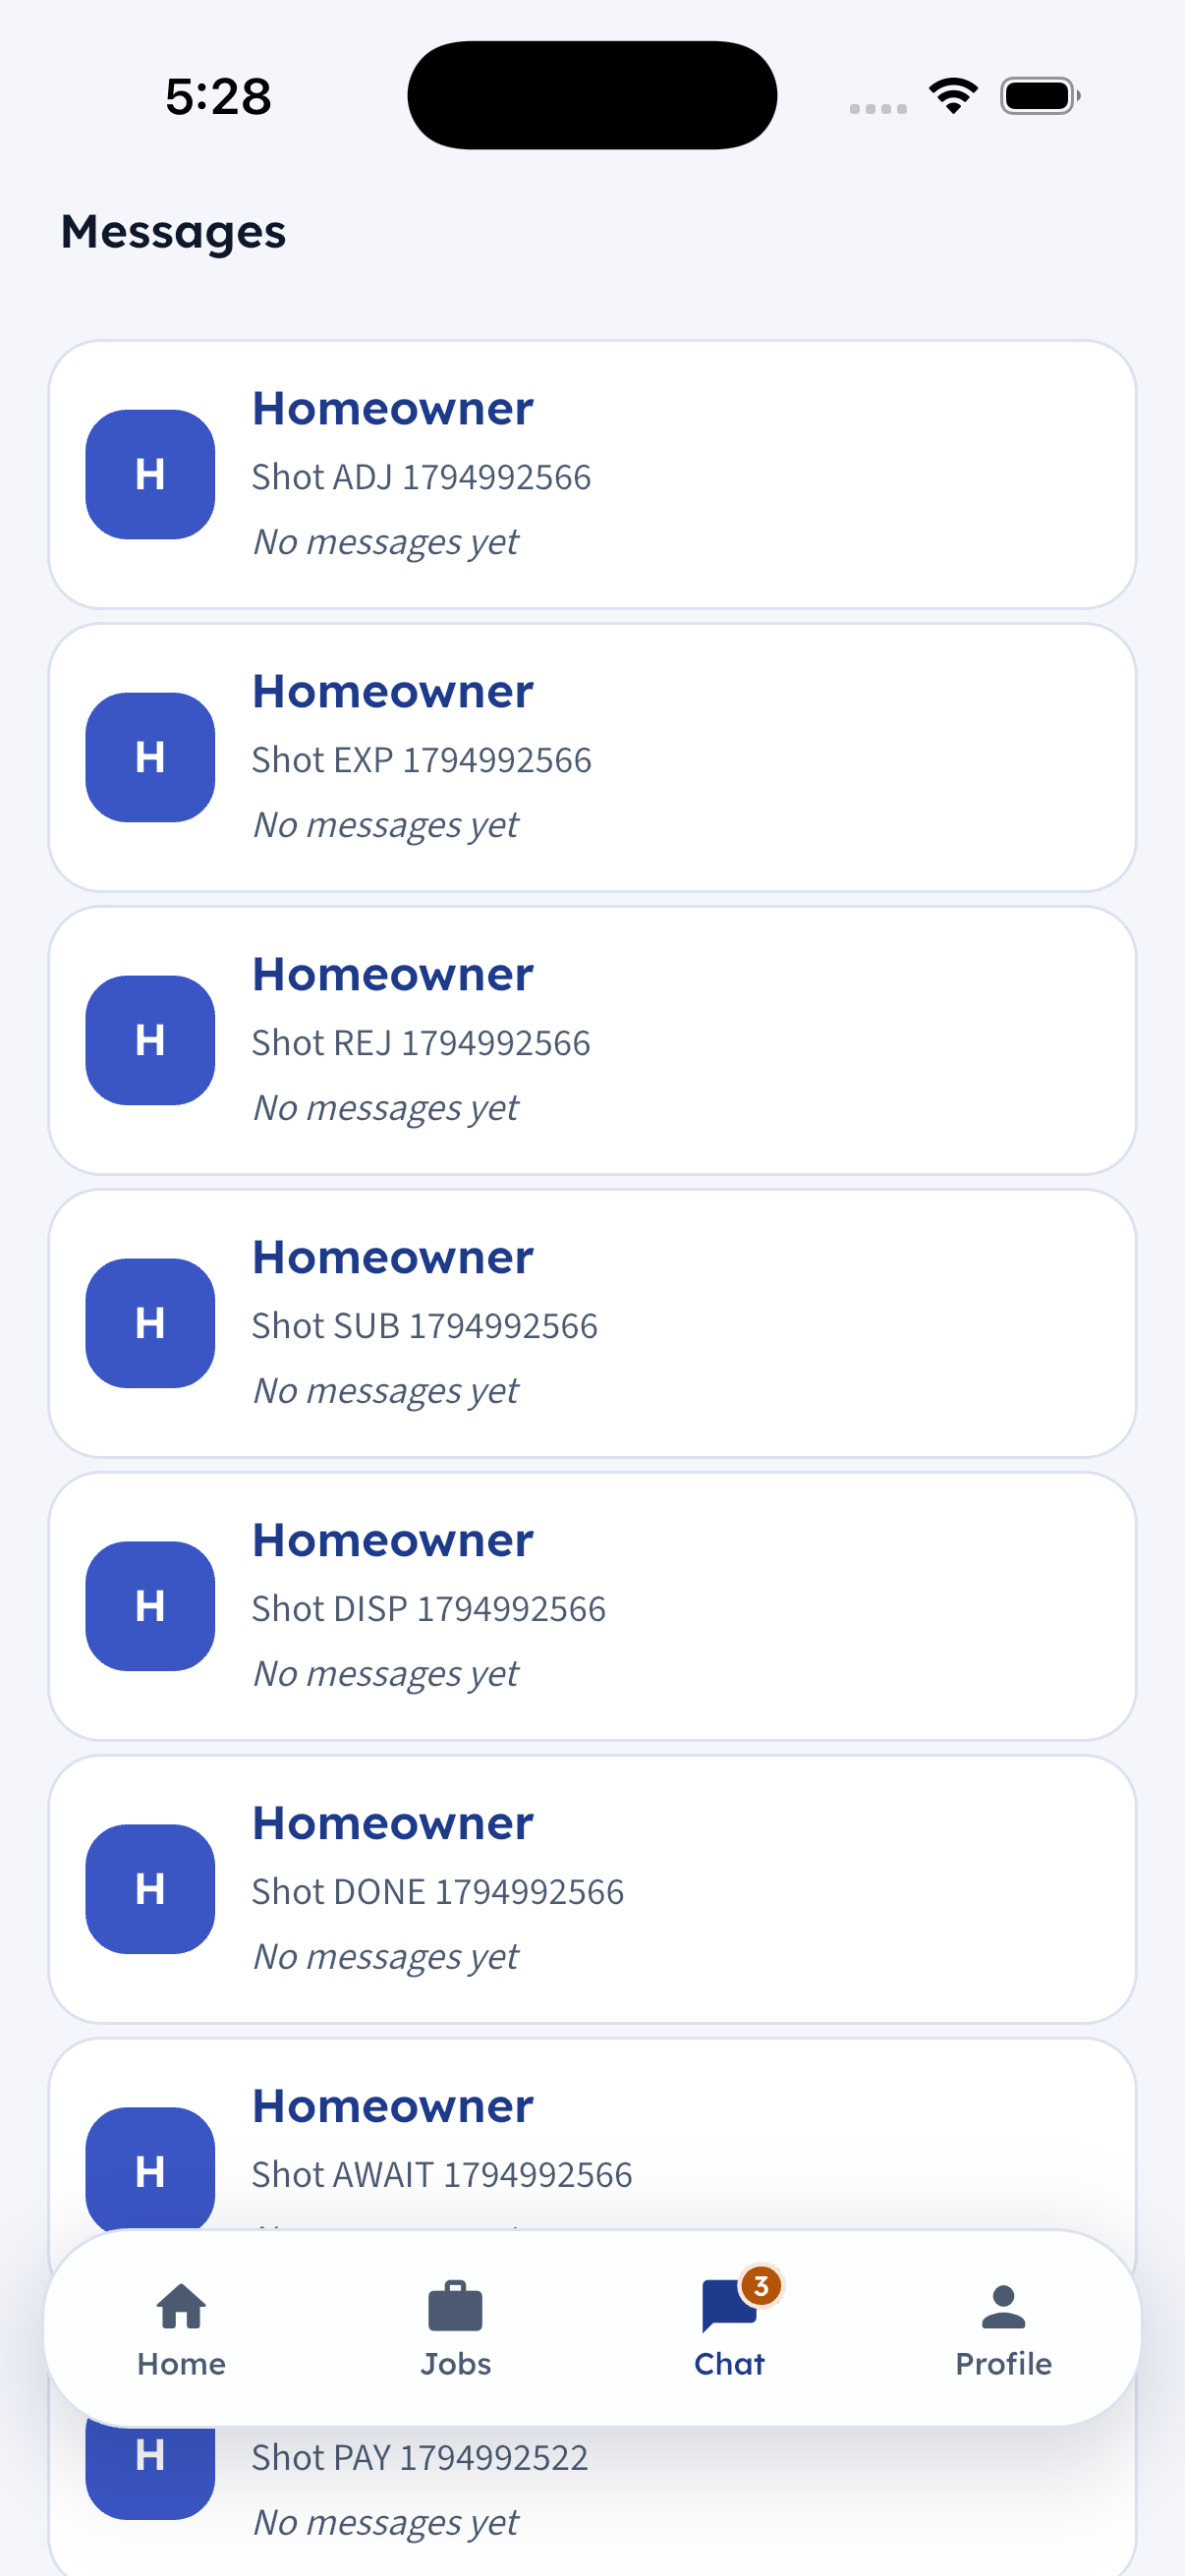 5:28
Messages
H
Homeowner
Shot ADJ 1794992566
No messages yet
H
Homeowner
Shot EXP 1794992566
No messages yet
H
Homeowner
Shot REJ 1794992566
No messages yet
H
Homeowner
Shot SUB 1794992566
No messages yet
H
Homeowner
Shot DISP 1794992566
No messages yet
H
Homeowner
Shot DONE 1794992566
No messages yet
H
Homeowner
Shot AWAIT 1794992566
3
Home
Jobs
Chat
Profile
H
Shot PAY 1794992522
No messages yet